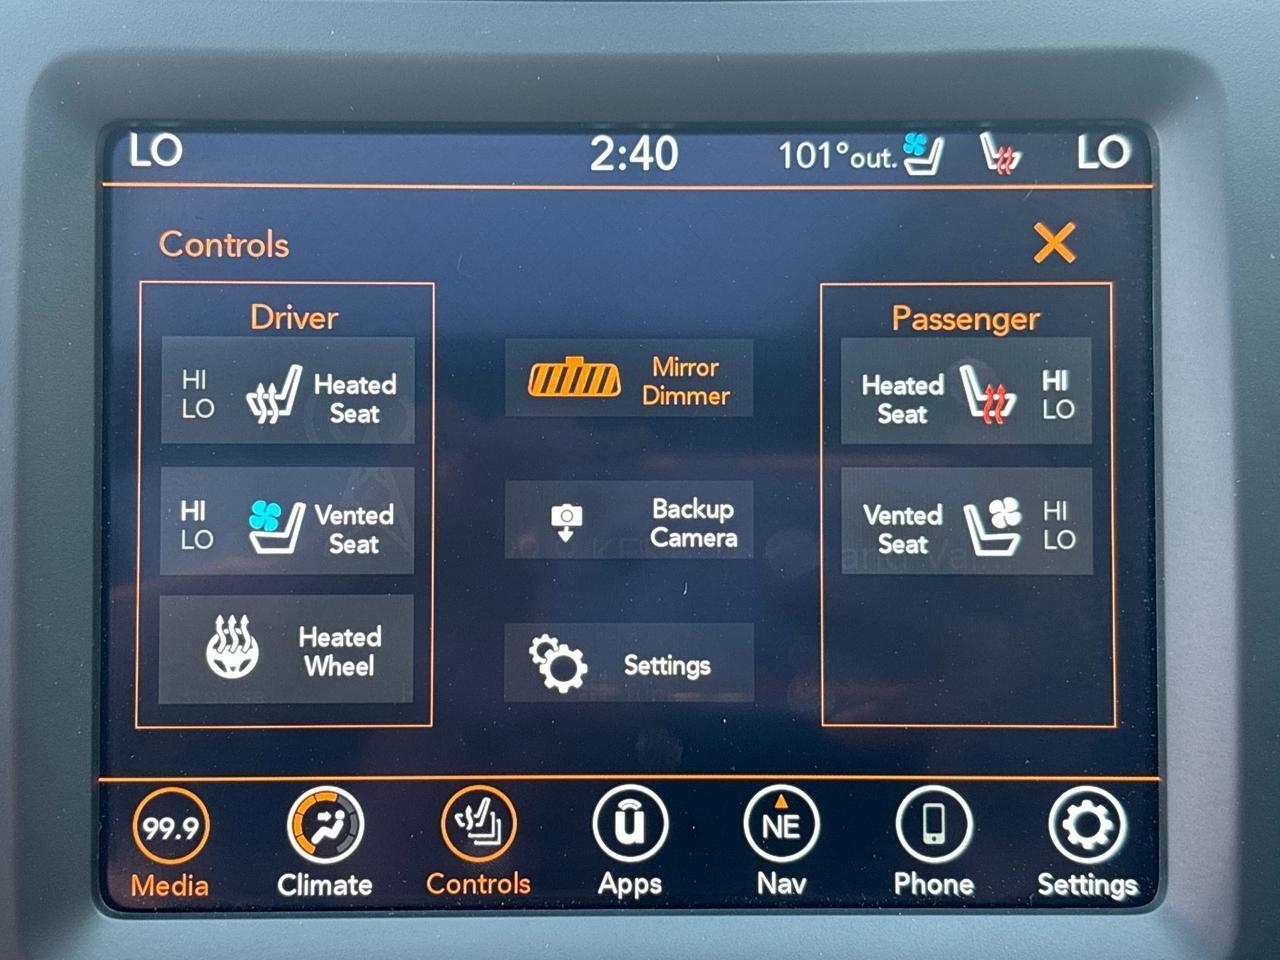 LO 2:40 101°out. LO
Controls
Driver
HI
LO
Heated
Seat
HI
LO
Vented
Seat
Heated
Wheel
Mirror
Dimmer
Backup
Camera
Settings
Passenger
Heated
Seat
HI
LO
Vented
Seat
HI
LO
99.9
Media
Climate
Controls
u
Apps
NE
Nav
Phone
Settings